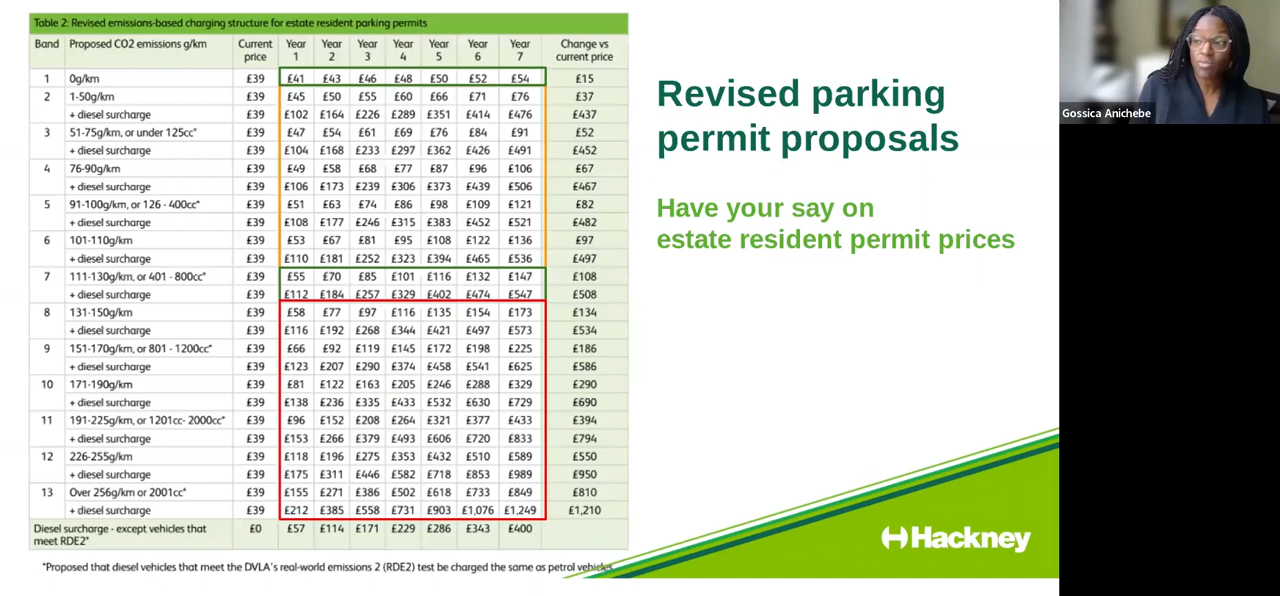 Table 2: Revised emissions-based charging structure for estate resident parking permits
Band Proposed CO2 emissions g/km Current price Year 1 Year 2 Year 3 Year 4 Year 5 Year 6 Year 7 Change vs current price
1 0g/km £39 £41 £43 £46 £48 £50 £52 £54 £15
2 1-50g/km £39 £45 £50 £55 £60 £66 £71 £76 £37
+ diesel surcharge £39 £102 £164 £226 £289 £351 £414 £476 £437
3 51-75g/km, or under 125cc* £39 £47 £54 £61 £69 £76 £84 £91 £52
+ diesel surcharge £39 £104 £168 £233 £297 £362 £426 £491 £452
4 76-90g/km £39 £49 £58 £68 £77 £87 £96 £106 £67
+ diesel surcharge £39 £106 £173 £239 £306 £373 £439 £506 £467
5 91-100g/km, or 126 - 400cc* £39 £51 £63 £74 £86 £98 £109 £121 £82
+ diesel surcharge £39 £108 £177 £246 £315 £383 £452 £521 £482
6 101-110g/km £39 £53 £67 £81 £95 £108 £122 £136 £97
+ diesel surcharge £39 £110 £181 £252 £323 £394 £465 £536 £497
7 111-130g/km, or 401 - 800cc* £39 £55 £70 £85 £101 £116 £132 £147 £108
+ diesel surcharge £39 £112 £184 £257 £329 £402 £474 £547 £508
8 131-150g/km £39 £58 £77 £97 £116 £135 £154 £173 £134
+ diesel surcharge £39 £116 £192 £268 £344 £421 £497 £573 £534
9 151-170g/km, or 801 - 1200cc* £39 £66 £92 £119 £145 £172 £198 £225 £186
+ diesel surcharge £39 £123 £207 £290 £374 £458 £541 £625 £586
10 171-190g/km £39 £81 £122 £163 £205 £246 £288 £329 £290
+ diesel surcharge £39 £138 £236 £335 £433 £532 £630 £729 £690
11 191-225g/km, or 1201cc- 2000cc* £39 £96 £152 £208 £264 £321 £377 £433 £394
+ diesel surcharge £39 £153 £266 £379 £493 £606 £720 £833 £794
12 226-255g/km £39 £118 £196 £275 £353 £432 £510 £589 £550
+ diesel surcharge £39 £175 £311 £446 £582 £718 £853 £989 £950
13 Over 256g/km or 2001cc* £39 £155 £271 £386 £502 £618 £733 £849 £810
+ diesel surcharge £39 £212 £385 £558 £731 £903 £1,076 £1,249 £1,210
Diesel surcharge - except vehicles that meet RDE2* £0 £57 £114 £171 £229 £286 £343 £400
*Proposed that diesel vehicles that meet the DVLA's real-world emissions 2 (RDE2) test be charged the same as petrol vehicles.
Revised parking
permit proposals
Have your say on
estate resident permit prices
Hackney
Gossica Anichebe